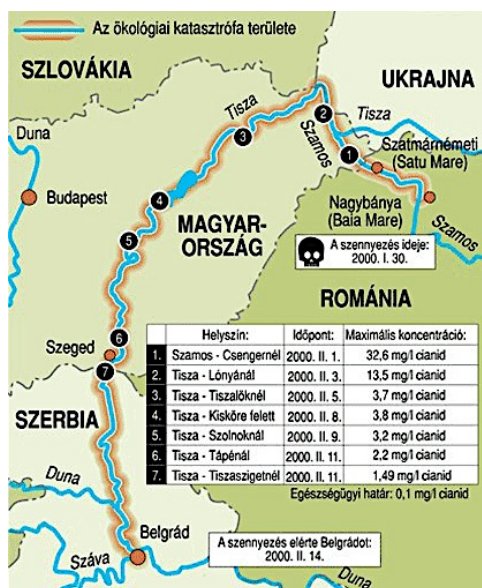 Az ökológiai katasztrófa területe
SZLOVÁKIA
UKRAJNA
Tisza
Tisza
2
Szamos
3
1
Szatmárnémeti
(Satu Mare)
Duna
Budapest
4
Nagybánya
(Baia Mare)
Szamos
MAGYAR-
ORSZÁG
5
A szennyezés ideje:
2000. I. 30.
ROMÁNIA
Helyszín: Időpont: Maximális koncentráció:
1. Szamos - Csengernél 2000. II. 1. 32,6 mg/l cianid
2. Tisza - Lónyánál 2000. II. 3. 13,5 mg/l cianid
3. Tisza - Tiszalöknél 2000. II. 5. 3,7 mg/l cianid
4. Tisza - Kisköre felett 2000. II. 8. 3,8 mg/l cianid
5. Tisza - Szolnoknál 2000. II. 9. 3,2 mg/l cianid
6. Tisza - Tápénál 2000. II. 11. 2,2 mg/l cianid
7. Tisza - Tiszaszigetnél 2000. II. 11. 1,49 mg/l cianid
Egészségügyi határ: 0,1 mg/l cianid
6
Szeged
7
SZERBIA
Duna
Duna
Belgrád
Száva
A szennyezés elérte Belgrádot:
2000. II. 14.